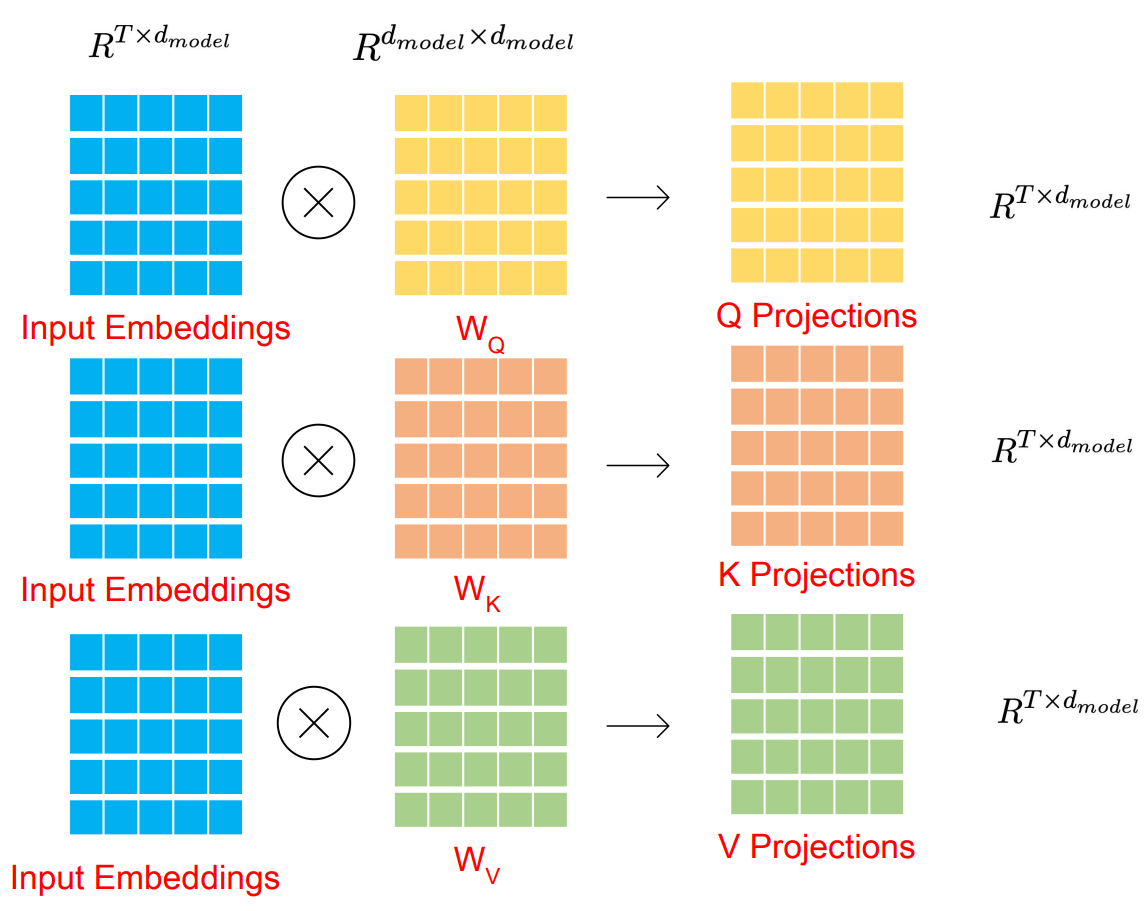 R^{T×d_{model}} R^{d_{model}×d_{model}}
R^{T×d_{model}}
Q Projections
Input Embeddings W_Q
R^{T×d_{model}}
K Projections
Input Embeddings W_K
R^{T×d_{model}}
V Projections
Input Embeddings W_V